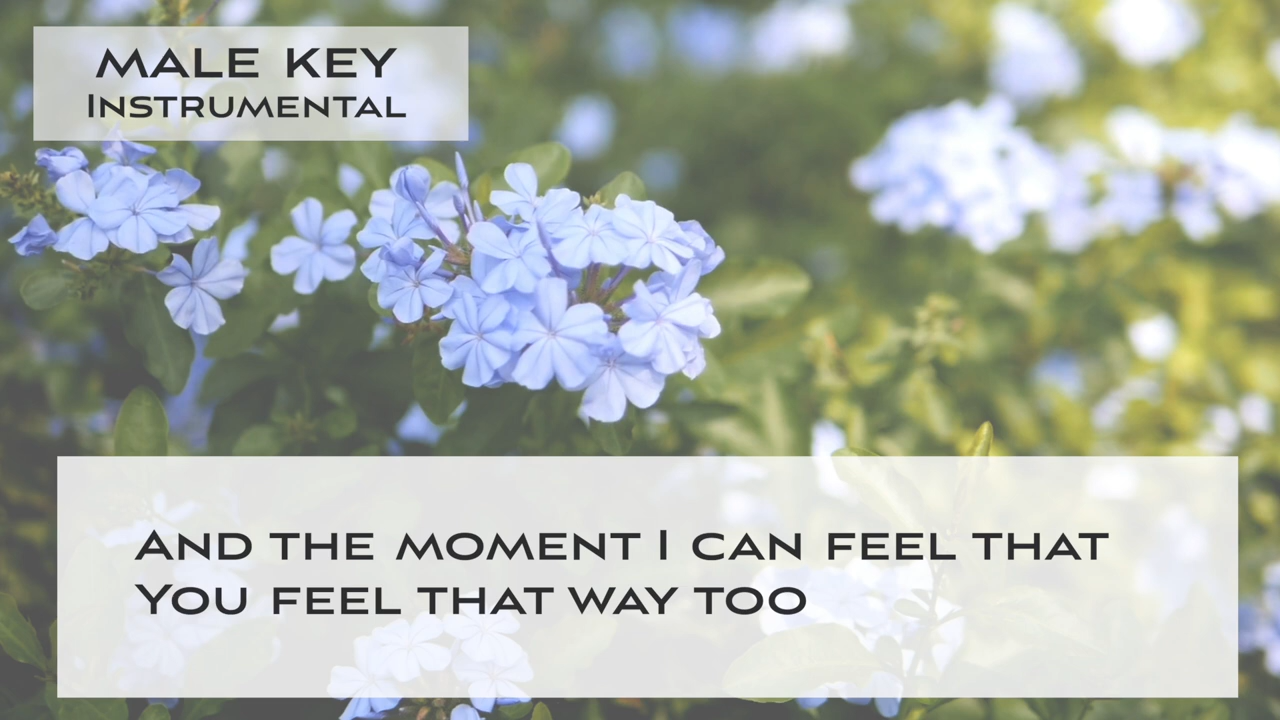 MALE KEY
INSTRUMENTAL
AND THE MOMENT I CAN FEEL THAT
YOU FEEL THAT WAY TOO